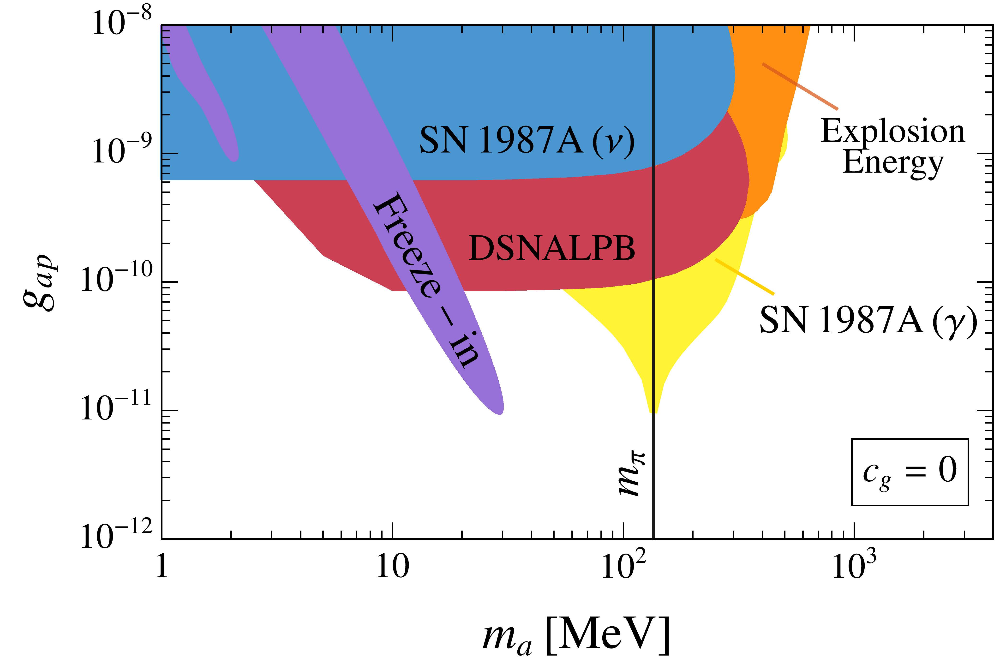 10⁻⁸
10⁻⁹
10⁻¹⁰
10⁻¹¹
10⁻¹²
g_ap
SN 1987A (ν)
Explosion
Energy
Freeze – in
DSNALPB
SN 1987A (γ)
m_π
c_g = 0
1
10
10²
10³
m_a [MeV]